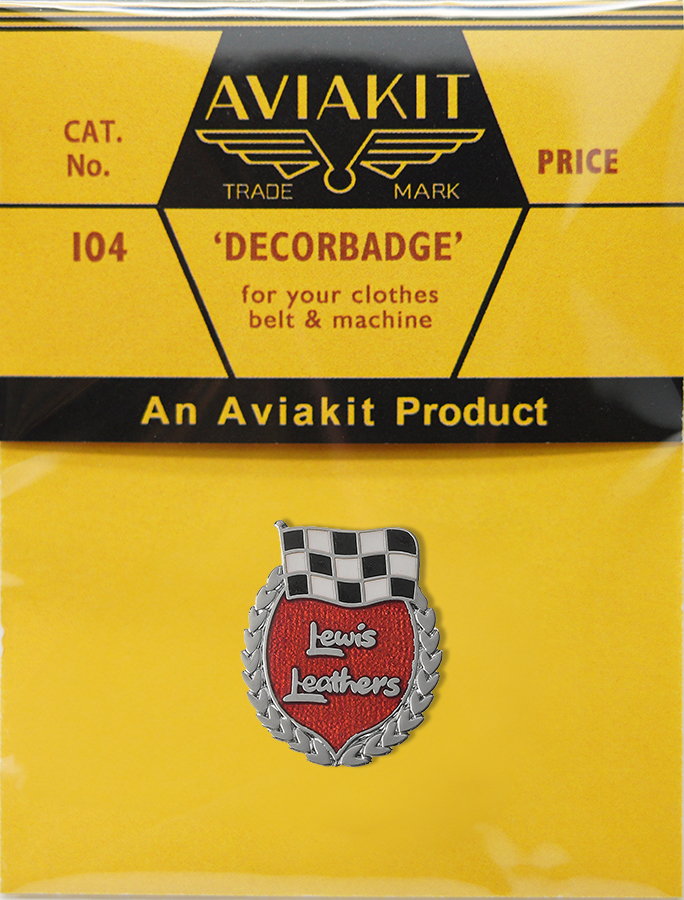 AVIAKIT
TRADE MARK
CAT.
No.
PRICE
104
‘DECORBADGE’
for your clothes
belt & machine
An Aviakit Product
Lewis
Leathers